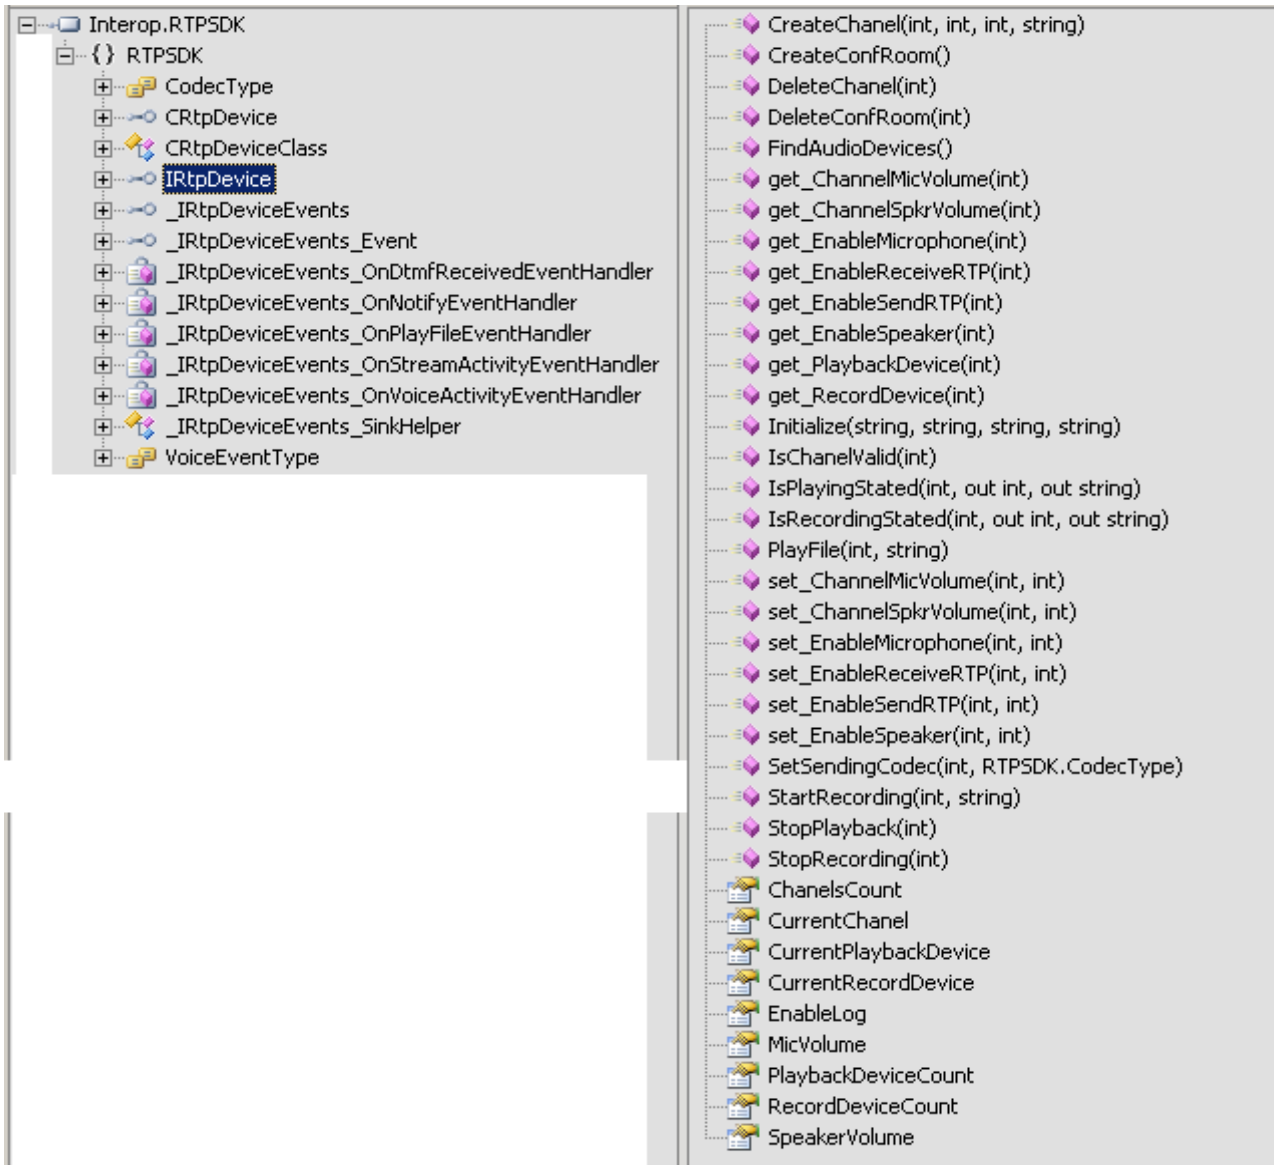 Interop.RTPSDK
{} RTPSDK
CodecType
CRtpDevice
CRtpDeviceClass
IRtpDevice
_IRtpDeviceEvents
_IRtpDeviceEvents_Event
_IRtpDeviceEvents_OnDtmfReceivedEventHandler
_IRtpDeviceEvents_OnNotifyEventHandler
_IRtpDeviceEvents_OnPlayFileEventHandler
_IRtpDeviceEvents_OnStreamActivityEventHandler
_IRtpDeviceEvents_OnVoiceActivityEventHandler
_IRtpDeviceEvents_SinkHelper
VoiceEventType
CreateChanel(int, int, int, string)
CreateConfRoom()
DeleteChanel(int)
DeleteConfRoom(int)
FindAudioDevices()
get_ChannelMicVolume(int)
get_ChannelSpkrVolume(int)
get_EnableMicrophone(int)
get_EnableReceiveRTP(int)
get_EnableSendRTP(int)
get_EnableSpeaker(int)
get_PlaybackDevice(int)
get_RecordDevice(int)
Initialize(string, string, string, string)
IsChanelValid(int)
IsPlayingStated(int, out int, out string)
IsRecordingStated(int, out int, out string)
PlayFile(int, string)
set_ChannelMicVolume(int, int)
set_ChannelSpkrVolume(int, int)
set_EnableMicrophone(int, int)
set_EnableReceiveRTP(int, int)
set_EnableSendRTP(int, int)
set_EnableSpeaker(int, int)
SetSendingCodec(int, RTPSDK.CodecType)
StartRecording(int, string)
StopPlayback(int)
StopRecording(int)
ChanelsCount
CurrentChanel
CurrentPlaybackDevice
CurrentRecordDevice
EnableLog
MicVolume
PlaybackDeviceCount
RecordDeviceCount
SpeakerVolume